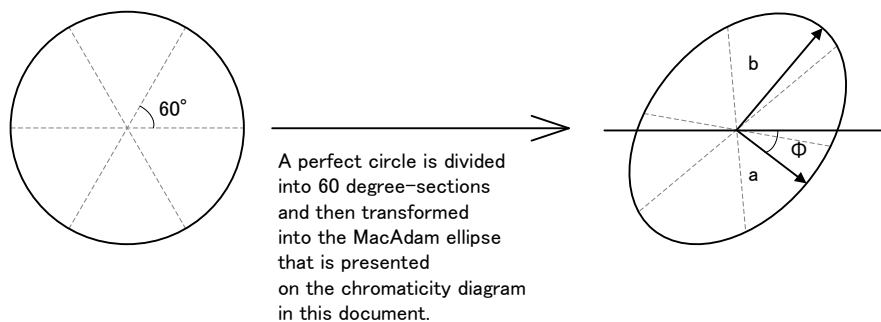 60°
A perfect circle is divided
into 60 degree-sections
and then transformed
into the MacAdam ellipse
that is presented
on the chromaticity diagram
in this document.
b
Φ
a